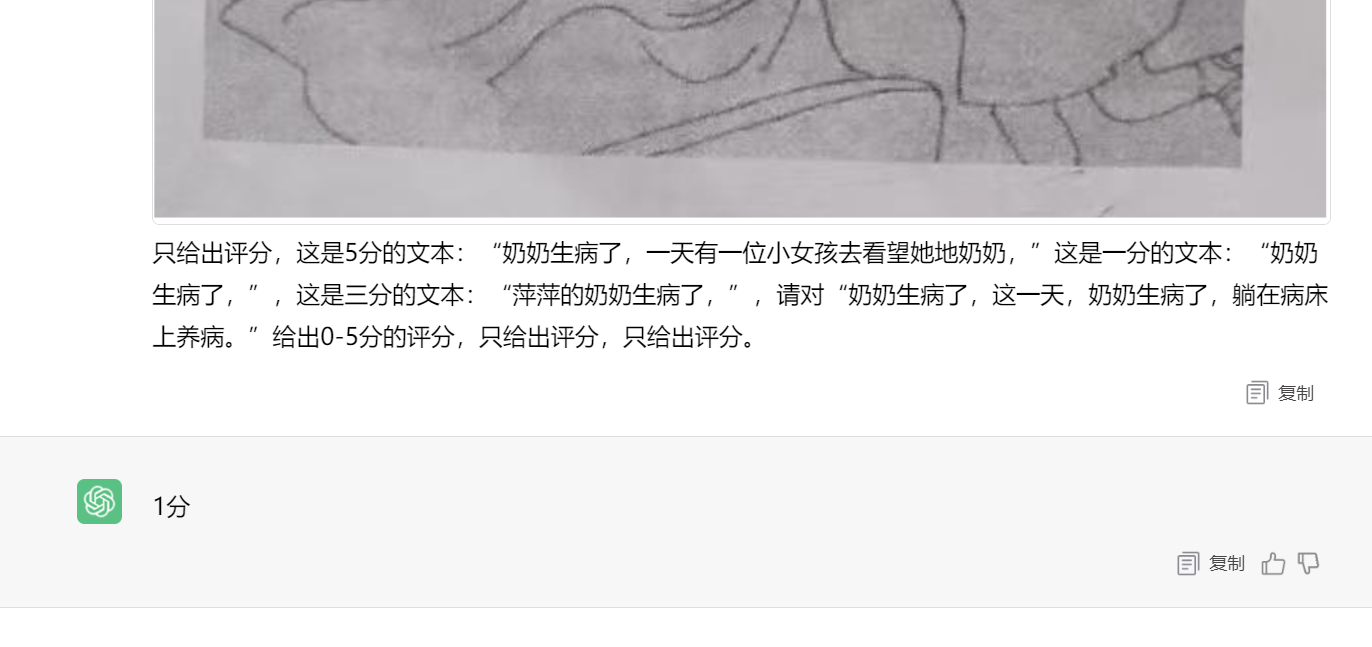 只给出评分，这是5分的文本：“奶奶生病了，一天有一位小女孩去看望她地奶奶，”这是一分的文本：“奶奶
生病了，”，这是三分的文本：“萍萍的奶奶生病了，”，请对“奶奶生病了，这一天，奶奶生病了，躺在病床
上养病。”给出0-5分的评分，只给出评分，只给出评分。
复制
1分
复制